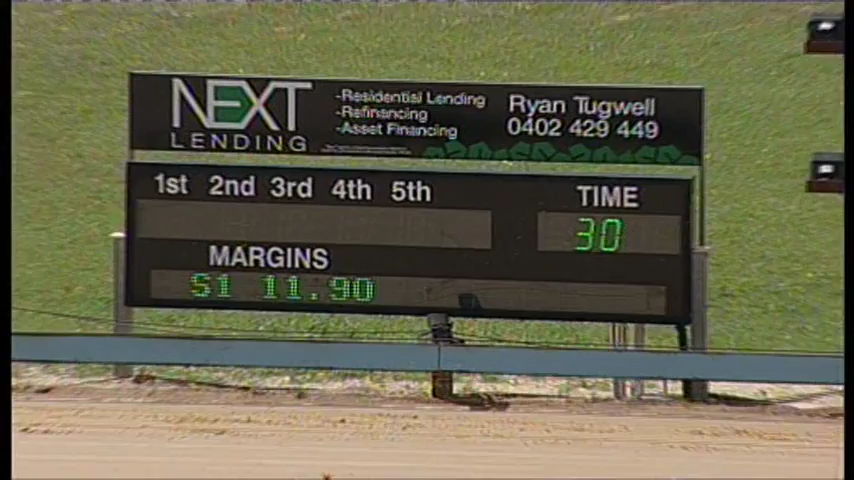 NEXT
LENDING
-Residential Lending
-Refinancing
-Asset Financing
Ryan Tugwell
0402 429 449
1st 2nd 3rd 4th 5th
TIME
30
MARGINS
S1 11.90